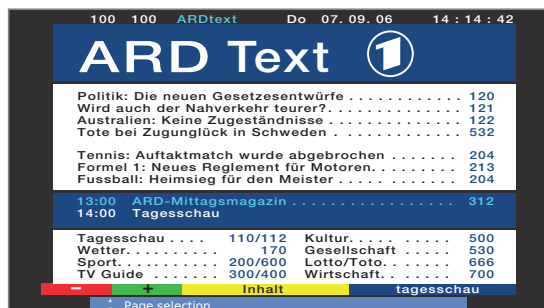 100 100 ARDtext Do 07. 09. 06 14 : 14 : 42
ARD Text 1
Politik: Die neuen Gesetzesentwürfe . . . . . . . . . . . . 120
Wird auch der Nahverkehr teurer?. . . . . . . . . . . . . . 121
Australien: Keine Zugeständnisse . . . . . . . . . . . . . 122
Tote bei Zugunglück in Schweden . . . . . . . . . . . . . 532
Tennis: Auftaktmatch wurde abgebrochen . . . . . . . 204
Formel 1: Neues Reglement für Motoren. . . . . . . . . 213
Fussball: Heimsieg für den Meister . . . . . . . . . . . . 204
13:00 ARD-Mittagsmagazin . . . . . . . . . . . . . . . . . 312
14:00 Tagesschau
Tagesschau . . . . 110/112 Kultur. . . . . . 500
Wetter. . . . . . . . . . 170 Gesellschaft . . . . . 530
Sport. . . . . . . . 200/600 Lotto/Toto. . . . . . 666
TV Guide . . . . . 300/400 Wirtschaft. . . . . . 700
– + Inhalt tagesschau
Page selection